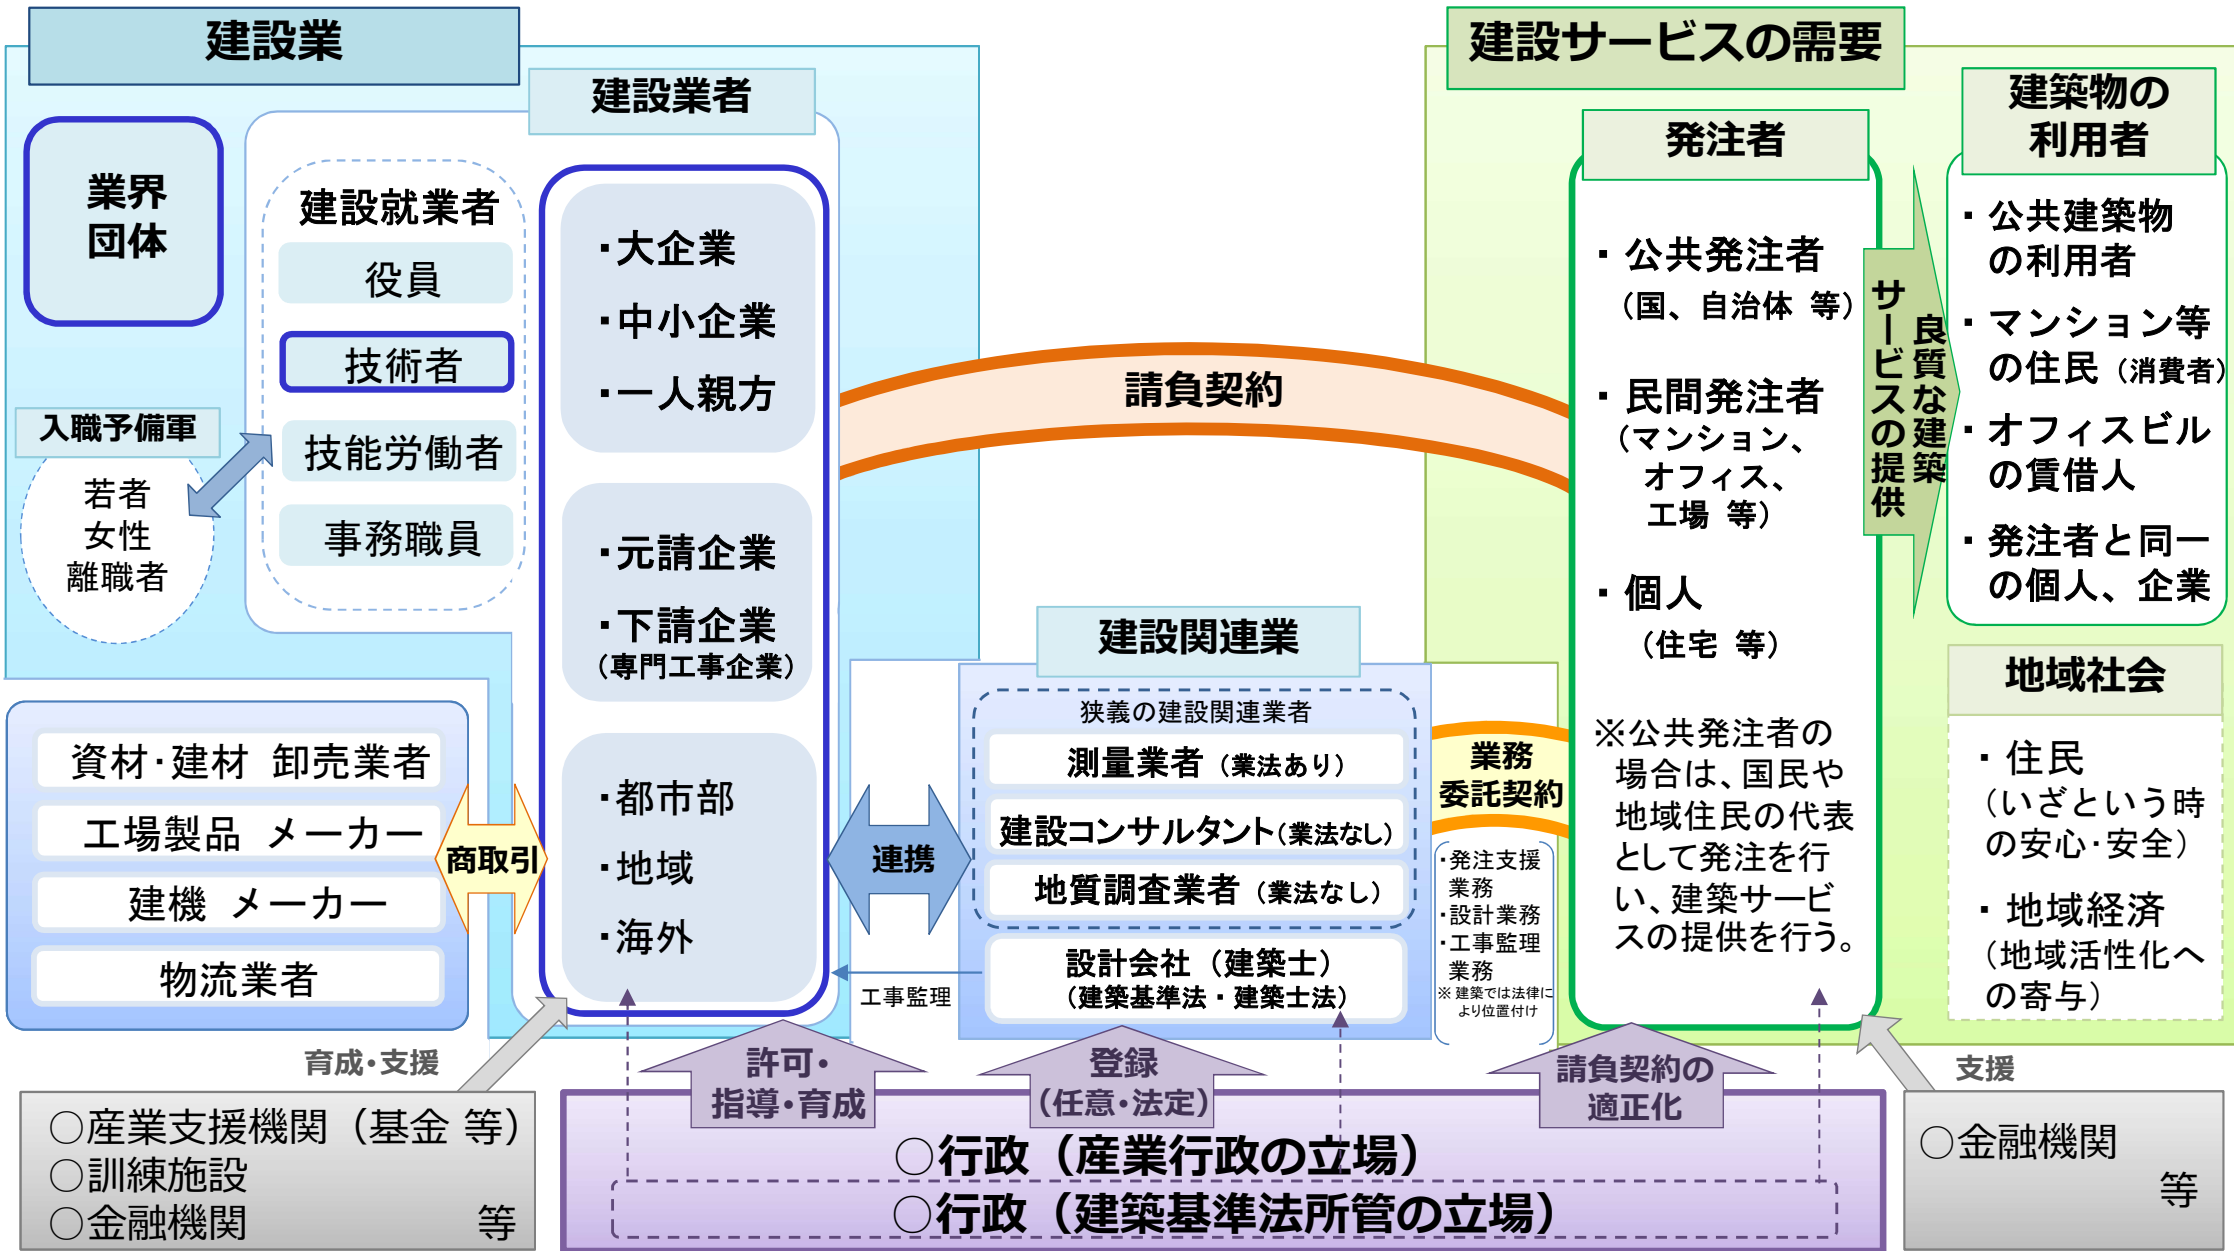 建設業
建設業者
業界
団体
建設就業者
役員
技術者
技能労働者
事務職員
入職予備軍
若者
女性
離職者
・大企業
・中小企業
・一人親方
・元請企業
・下請企業
（専門工事企業）
・都市部
・地域
・海外
資材・建材 卸売業者
工場製品 メーカー
建機 メーカー
物流業者
商取引
連携
請負契約
建設関連業
狭義の建設関連業者
測量業者（業法あり）
建設コンサルタント（業法なし）
地質調査業者（業法なし）
設計会社（建築士）
（建築基準法・建築士法）
工事監理
業務
委託契約
・発注支援
業務
・設計業務
・工事監理
業務
※ 建築では法律に
より位置付け
建設サービスの需要
発注者
・公共発注者
（国、自治体 等）
・民間発注者
（マンション、
オフィス、
工場 等）
・個人
（住宅 等）
※公共発注者の
場合は、国民や
地域住民の代表
として発注を行
い、建築サービ
スの提供を行う。
良質な建築
サービスの提供
建築物の
利用者
・公共建築物
の利用者
・マンション等
の住民（消費者）
・オフィスビル
の賃借人
・発注者と同一
の個人、企業
地域社会
・住民
（いざという時
の安心・安全）
・地域経済
（地域活性化へ
の寄与）
育成・支援
○産業支援機関（基金 等）
○訓練施設
○金融機関 等
許可・
指導・育成
登録
（任意・法定）
請負契約の
適正化
○行政（産業行政の立場）
○行政（建築基準法所管の立場）
支援
○金融機関
等